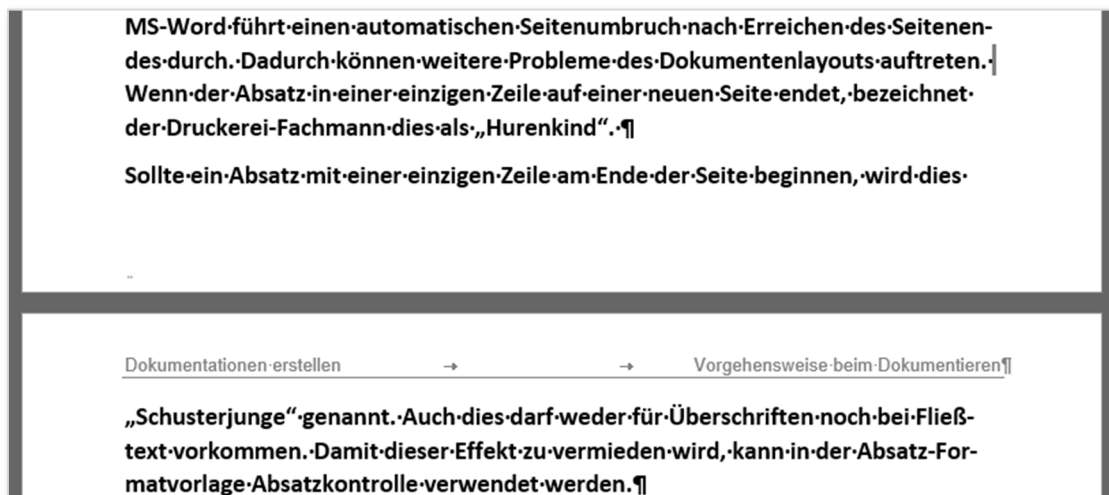 MS-Word·führt·einen·automatischen·Seitenumbruch·nach·Erreichen·des·Seitenen-
des·durch.·Dadurch·können·weitere·Probleme·des·Dokumentenlayouts·auftreten.·
Wenn·der·Absatz·in·einer·einzigen·Zeile·auf·einer·neuen·Seite·endet,·bezeichnet·
der·Druckerei-Fachmann·dies·als·„Hurenkind“.·¶
Sollte·ein·Absatz·mit·einer·einzigen·Zeile·am·Ende·der·Seite·beginnen,·wird·dies·
Dokumentationen·erstellen → → Vorgehensweise·beim·Dokumentieren¶
„Schusterjunge“·genannt.·Auch·dies·darf·weder·für·Überschriften·noch·bei·Fließ-
text·vorkommen.·Damit·dieser·Effekt·zu·vermieden·wird,·kann·in·der·Absatz-For-
matvorlage·Absatzkontrolle·verwendet·werden.¶